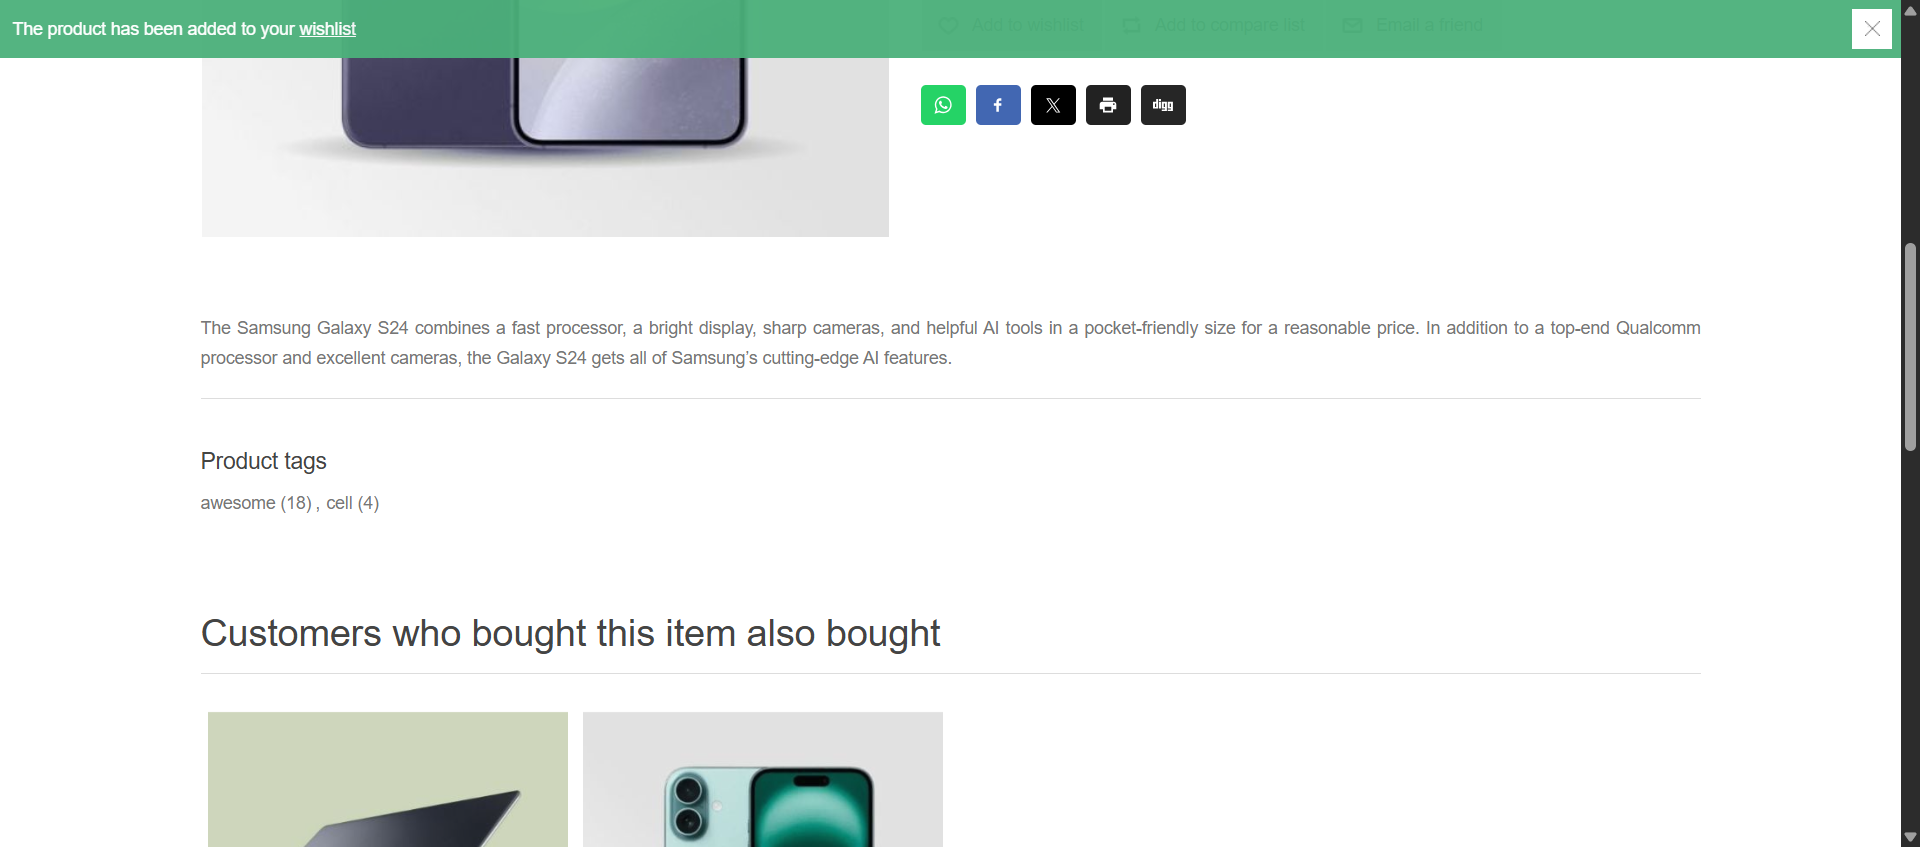 The product has been added to your wishlist
Add to wishlist Add to compare list Email a friend
digg
The Samsung Galaxy S24 combines a fast processor, a bright display, sharp cameras, and helpful AI tools in a pocket-friendly size for a reasonable price. In addition to a top-end Qualcomm
processor and excellent cameras, the Galaxy S24 gets all of Samsung’s cutting-edge AI features.
Product tags
awesome (18) , cell (4)
Customers who bought this item also bought